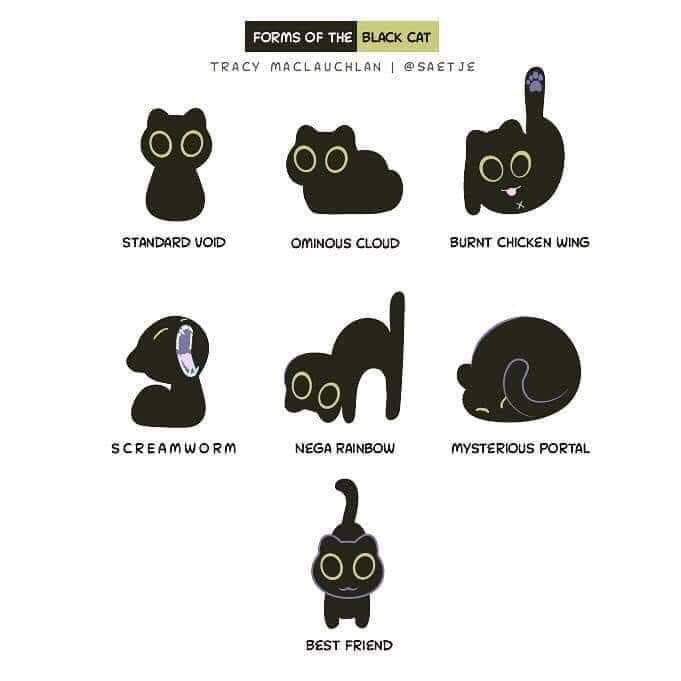 FORMS OF THE BLACK CAT
TRACY MACLAUCHLAN | @SAETJE
STANDARD VOID
OMINOUS CLOUD
BURNT CHICKEN WING
SCREAMWORM
NEGA RAINBOW
MYSTERIOUS PORTAL
BEST FRIEND